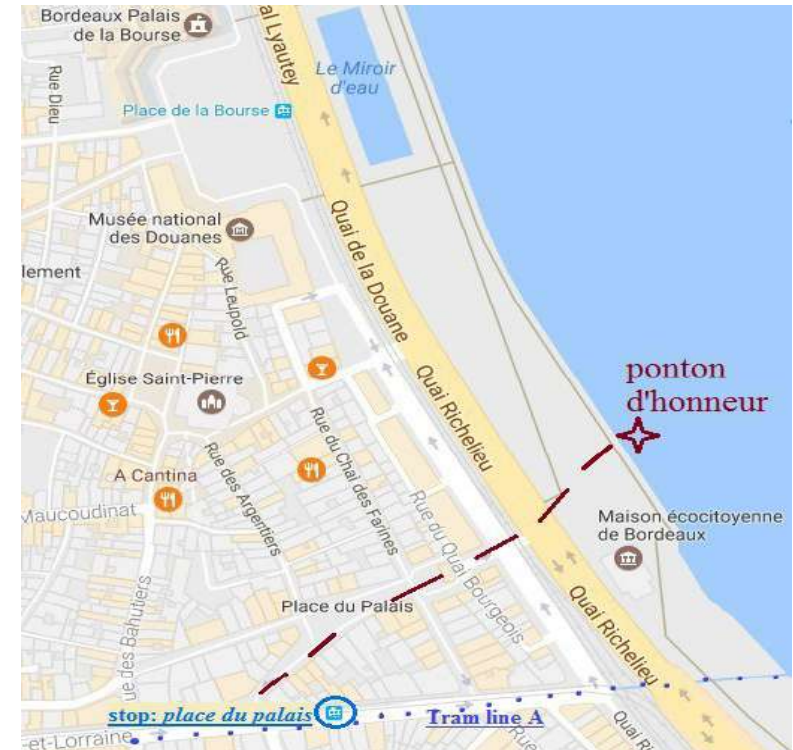 Bordeaux Palais
de la Bourse
al Lyautey
Rue Dieu
Le Miroir
d'eau
Place de la Bourse
Musée national
des Douanes
Quai de la Douane
lement
Rue Leupold
ponton
d'honneur
Église Saint-Pierre
Quai Richelieu
Rue du Chai des Farines
A Cantina
Rue des Argentiers
Maucoudinat
Rue du Quai Bourgeois
Maison écocitoyenne
de Bordeaux
Place du Palais
ue des Bahutiers
Quai Richelieu
stop: place du palais
Tram line A
et-Lorraine
Rue
Quai R